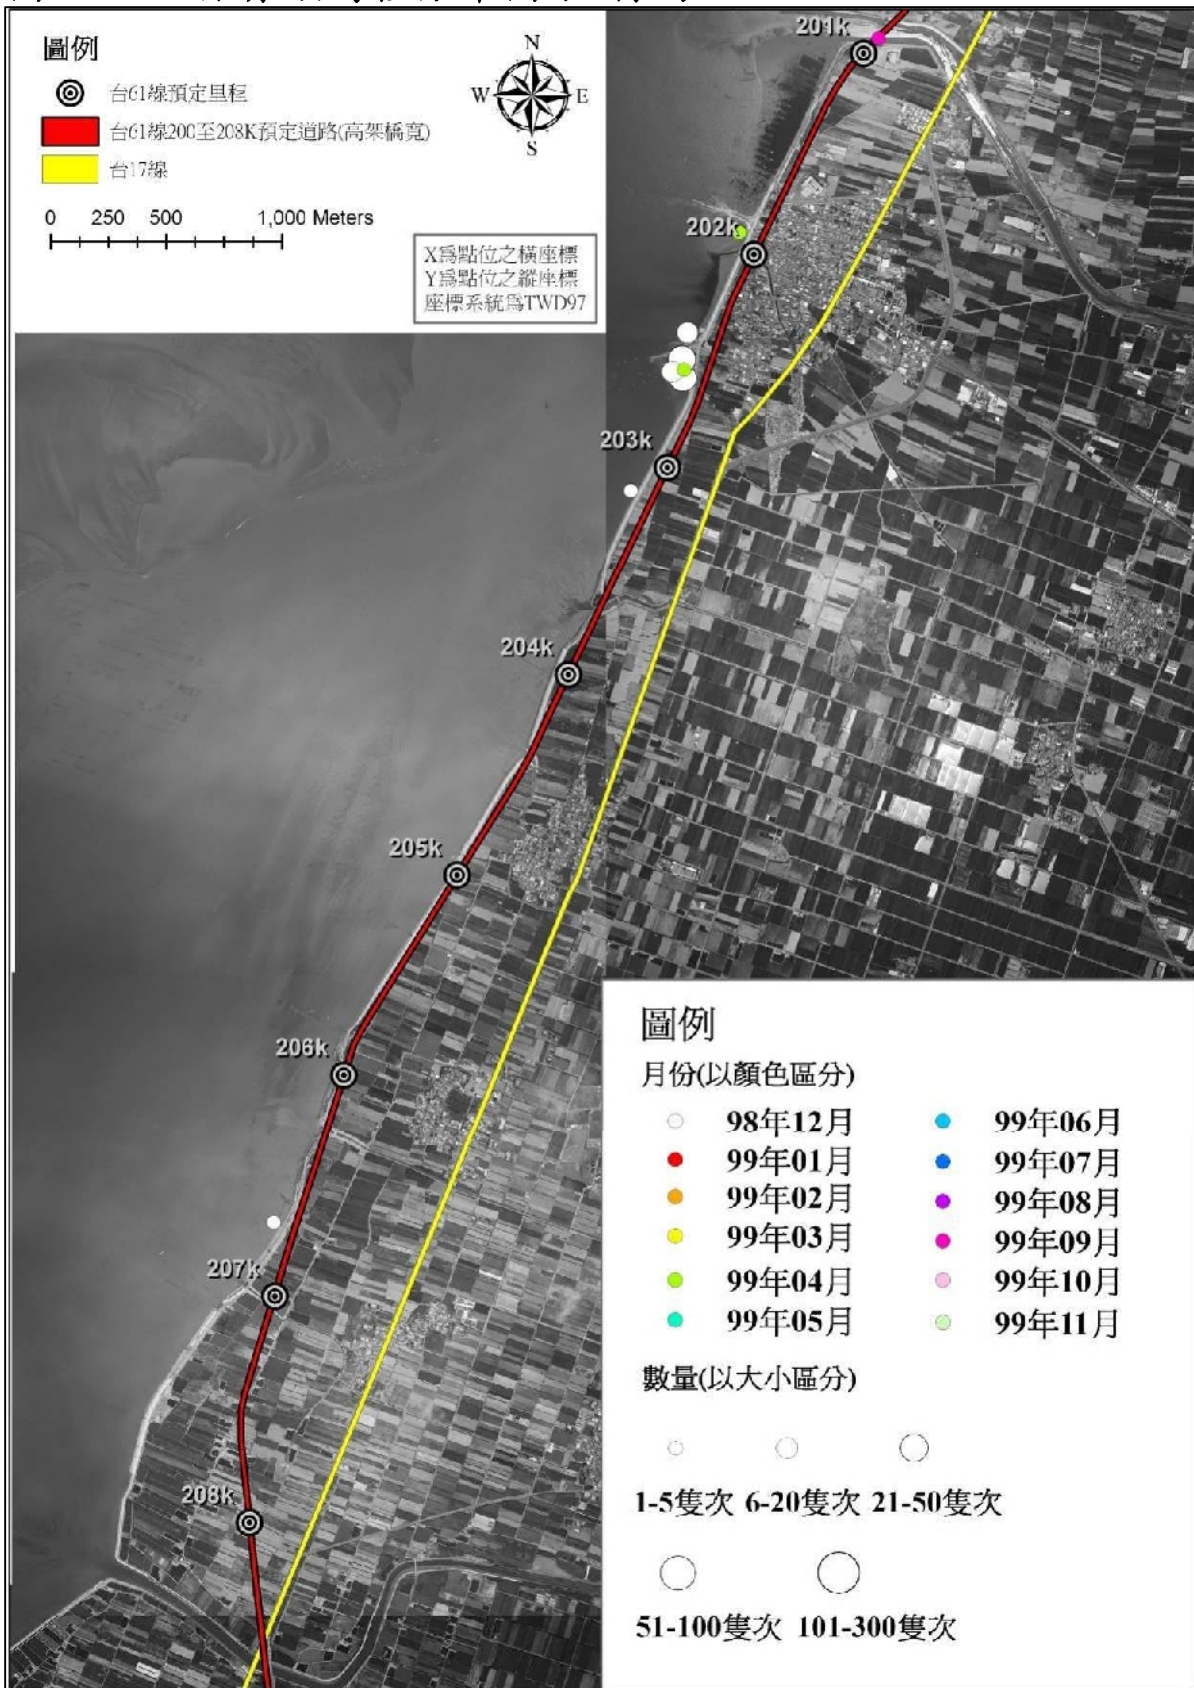 圖例
台61線預定里程
台61線200至208K預定道路(高架橋寬)
台17線
0 250 500 1,000 Meters
N
W E
S
X為點位之橫座標
Y為點位之縱座標
座標系統為TWD97
201k
202k
203k
204k
205k
206k
207k
208k
圖例
月份(以顏色區分)
98年12月 99年06月
99年01月 99年07月
99年02月 99年08月
99年03月 99年09月
99年04月 99年10月
99年05月 99年11月
數量(以大小區分)
1-5隻次 6-20隻次 21-50隻次
51-100隻次 101-300隻次